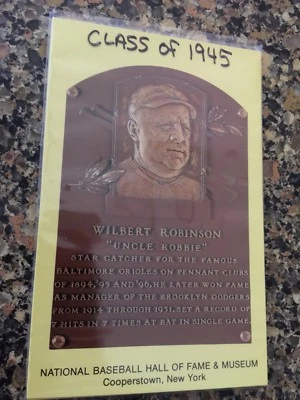 CLASS OF 1945
WILBERT ROBINSON
"UNCLE ROBBIE"
STAR CATCHER FOR THE FAMOUS
BALTIMORE ORIOLES ON PENNANT CLUBS
OF 1894, '95 AND '96, HE LATER WON FAME
AS MANAGER OF THE BROOKLYN DODGERS
FROM 1914 THROUGH 1931. SET A RECORD OF
7 HITS IN 7 TIMES AT BAT IN SINGLE GAME.
NATIONAL BASEBALL HALL OF FAME & MUSEUM
Cooperstown, New York